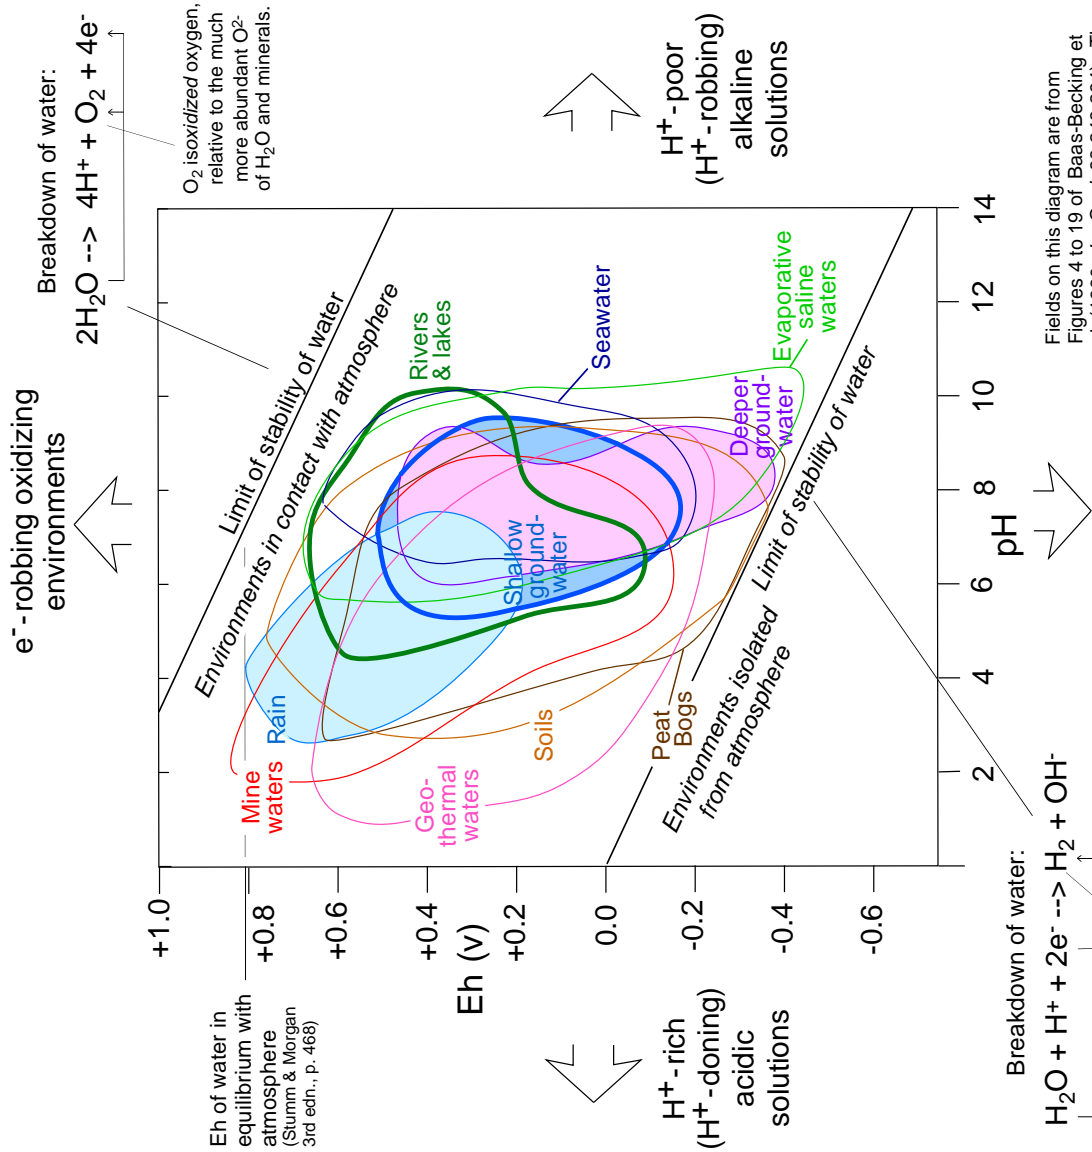 e⁻-robbing oxidizing
environments
Breakdown of water:
2H₂O --> 4H⁺ + O₂ + 4e⁻
O₂ isoxidized oxygen,
relative to the much
more abundant O²⁻
of H₂O and minerals.
Eh of water in
equilibrium with
atmosphere
(Stumm & Morgan
3rd edn., p. 468)
Limit of stability of water
Environments in contact with atmosphere
Rivers
& lakes
Seawater
Evaporative
saline
waters
Deeper
ground-
water
Shallow
ground-
water
Rain
Mine
waters
Geo-
thermal
waters
Soils
Peat
Bogs
Limit of stability of water
Environments isolated
from atmosphere
+1.0
+0.8
+0.6
+0.4
+0.2
0.0
-0.2
-0.4
-0.6
Eh (v)
2
4
6
8
10
12
14
pH
H⁺-rich
(H⁺-doning)
acidic
solutions
H⁺-poor
(H⁺-robbing)
alkaline
solutions
Breakdown of water:
H₂O + H⁺ + 2e⁻ --> H₂ + OH⁻
Fields on this diagram are from
Figures 4 to 19 of Baas-Becking et